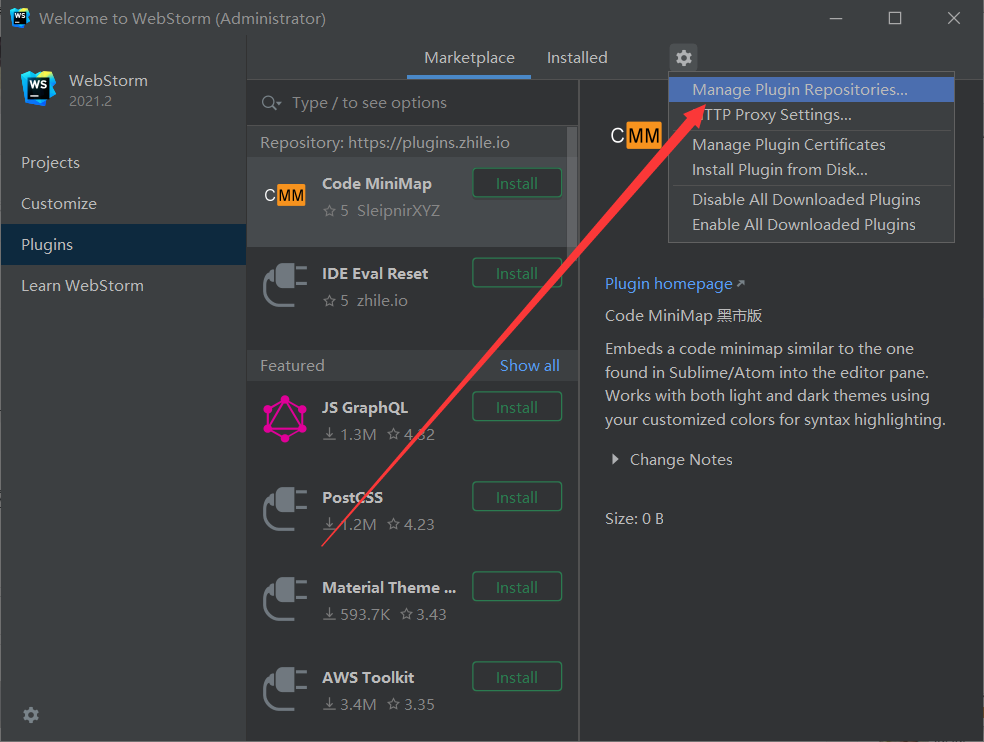 WS
Welcome to WebStorm (Administrator)
WS
WebStorm
2021.2
Projects
Customize
Plugins
Learn WebStorm
Marketplace
Installed
Type / to see options
Repository: https://plugins.zhile.io
CMM
Code MiniMap
5 SleipnirXYZ
Install
IDE Eval Reset
5 zhile.io
Install
Featured
Show all
JS GraphQL
1.3M 4.32
Install
PostCSS
1.2M 4.23
Install
Material Theme ...
593.7K 3.43
Install
AWS Toolkit
3.4M 3.35
Install
Manage Plugin Repositories...
HTTP Proxy Settings...
Manage Plugin Certificates
Install Plugin from Disk...
Disable All Downloaded Plugins
Enable All Downloaded Plugins
CMM
Plugin homepage
Code MiniMap 黑市版
Embeds a code minimap similar to the one
found in Sublime/Atom into the editor pane.
Works with both light and dark themes using
your customized colors for syntax highlighting.
Change Notes
Size: 0 B